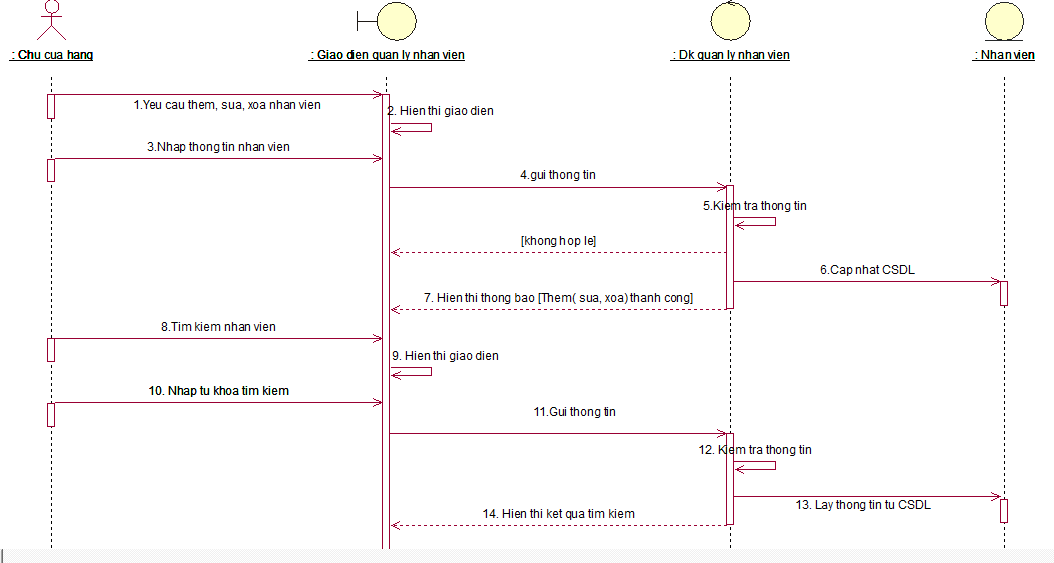 : Chu cua hang
: Giao dien quan ly nhan vien
: Dk quan ly nhan vien
: Nhan vien
1.Yeu cau them, sua, xoa nhan vien
2. Hien thi giao dien
3.Nhap thong tin nhan vien
4.gui thong tin
5.Kiem tra thong tin
[khong hop le]
6.Cap nhat CSDL
7. Hien thi thong bao [Them( sua, xoa) thanh cong]
8.Tim kiem nhan vien
9. Hien thi giao dien
10. Nhap tu khoa tim kiem
11.Gui thong tin
12. Kiem tra thong tin
13. Lay thong tin tu CSDL
14. Hien thi ket qua tim kiem